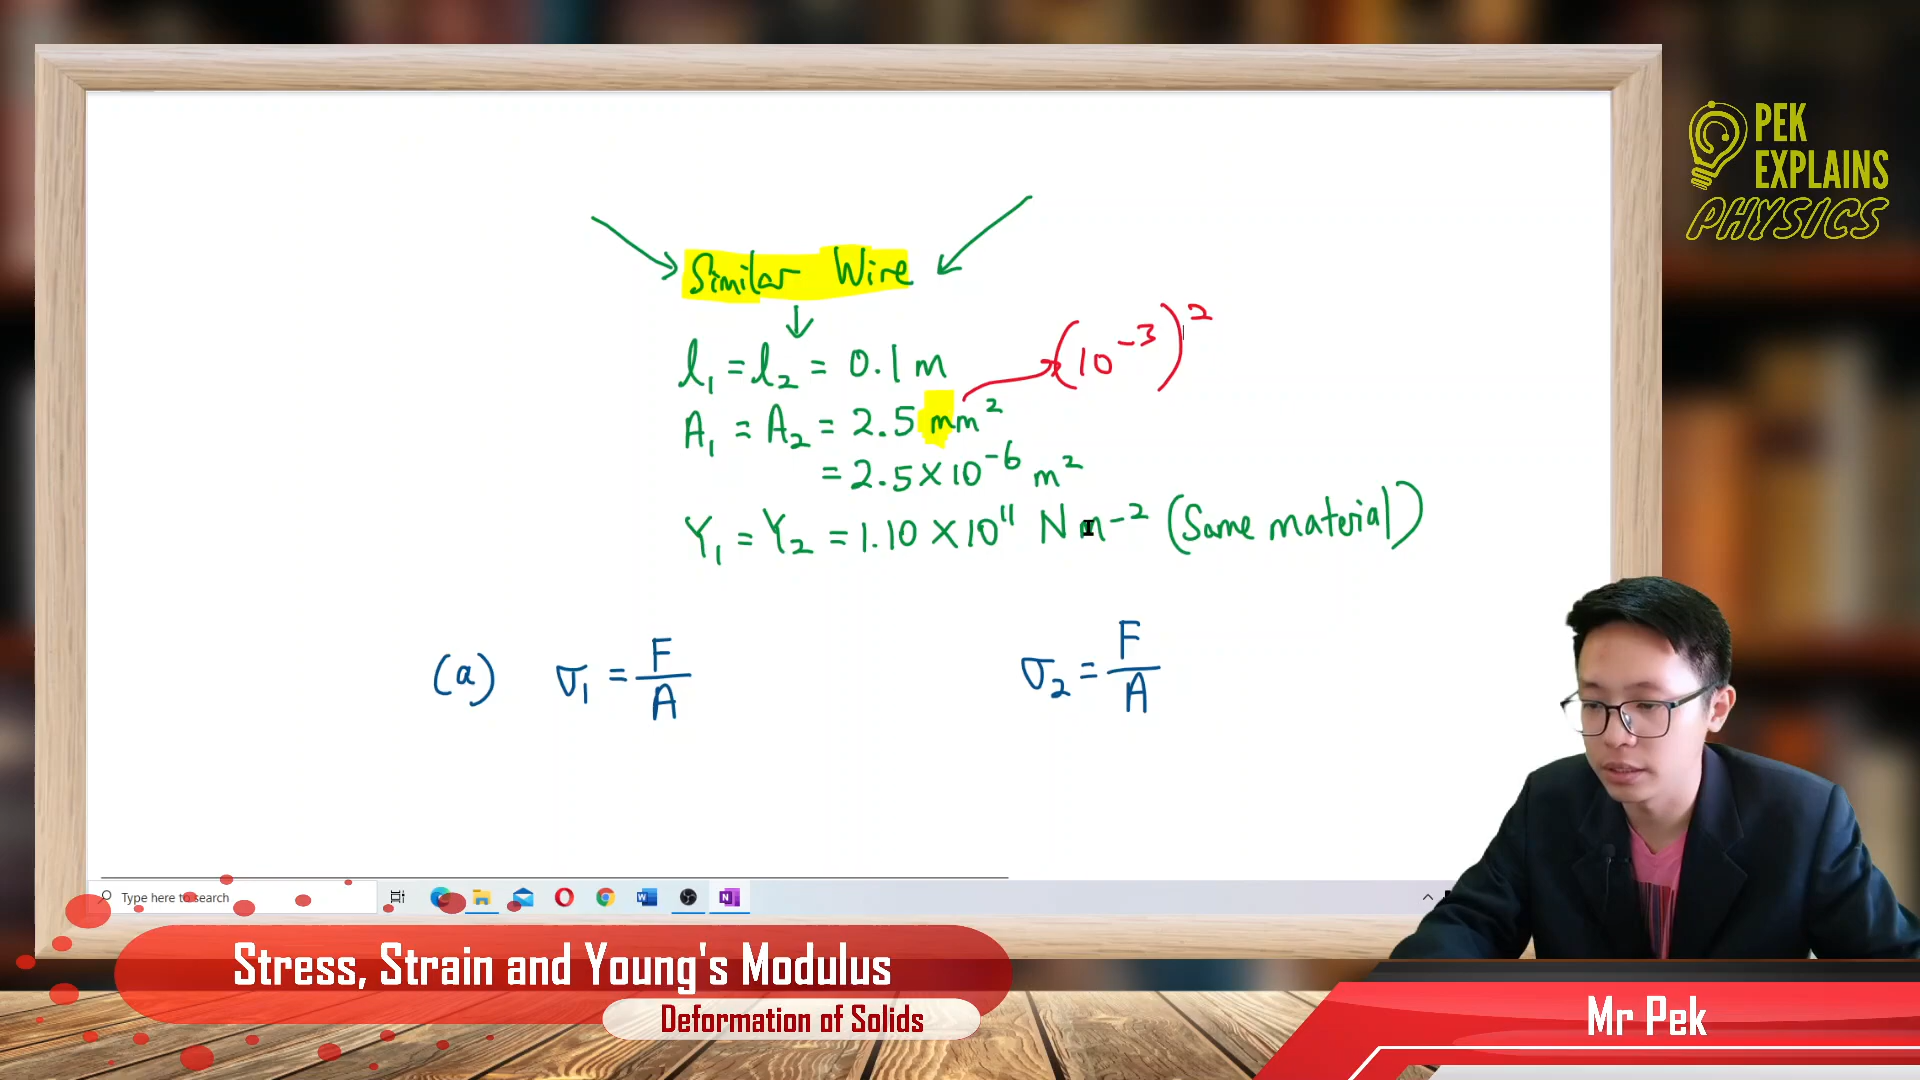 PEK
EXPLAINS
PHYSICS
Similar Wire
l₁ = l₂ = 0.1 m
(10⁻³)²
A₁ = A₂ = 2.5 mm²
= 2.5 × 10⁻⁶ m²
Y₁ = Y₂ = 1.10 × 10¹¹ N m⁻² (Same material)
(a) σ₁ = F/A
σ₂ = F/A
Type here to search
Stress, Strain and Young's Modulus
Deformation of Solids
Mr Pek